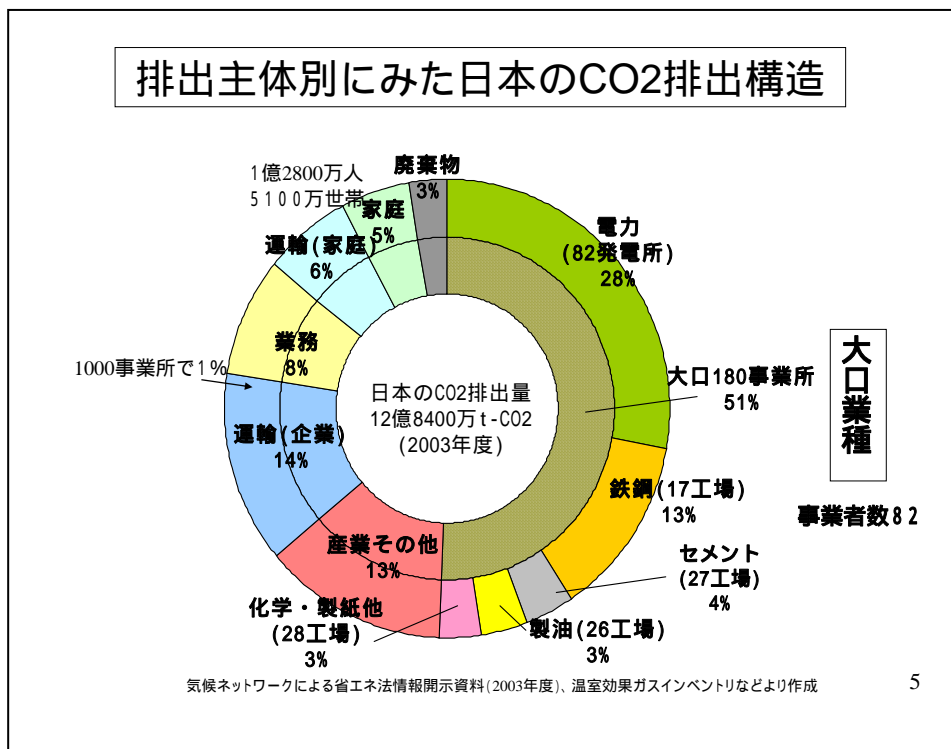 排出主体別にみた日本のCO2排出構造
1億2800万人
5100万世帯
廃棄物
3%
家庭
5%
運輸(家庭)
6%
電力
(82発電所)
28%
業務
8%
1000事業所で1%
日本のCO2排出量
12億8400万t-CO2
(2003年度)
大口180事業所
51%
大口業種
運輸(企業)
14%
鉄鋼(17工場)
13%
事業者数82
産業その他
13%
セメント
(27工場)
4%
化学・製紙他
(28工場)
3%
製油(26工場)
3%
気候ネットワークによる省エネ法情報開示資料(2003年度)、温室効果ガスインベントリなどより作成
5